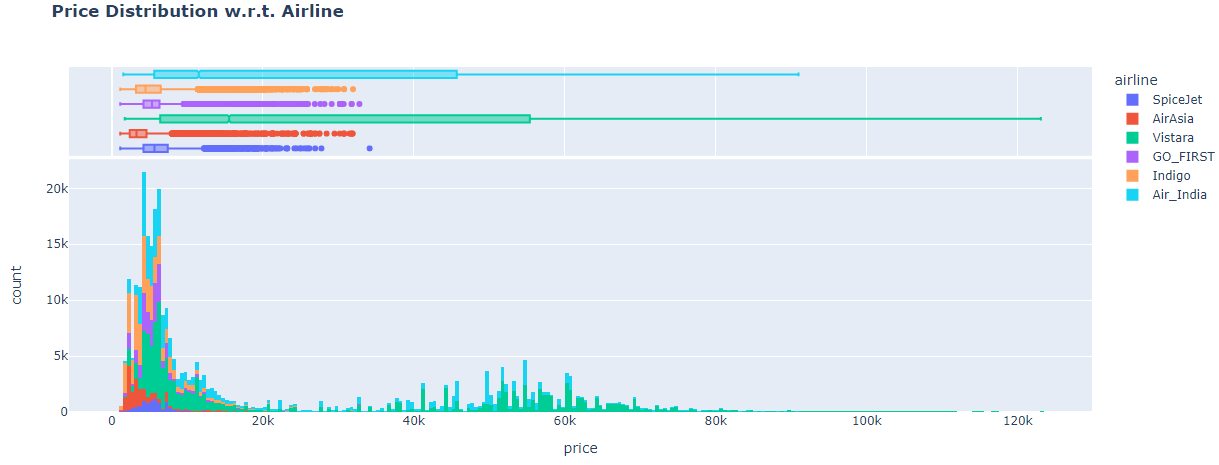 Price Distribution w.r.t. Airline
airline
SpiceJet
AirAsia
Vistara
GO_FIRST
Indigo
Air_India
20k
15k
10k
5k
0
count
0 20k 40k 60k 80k 100k 120k
price